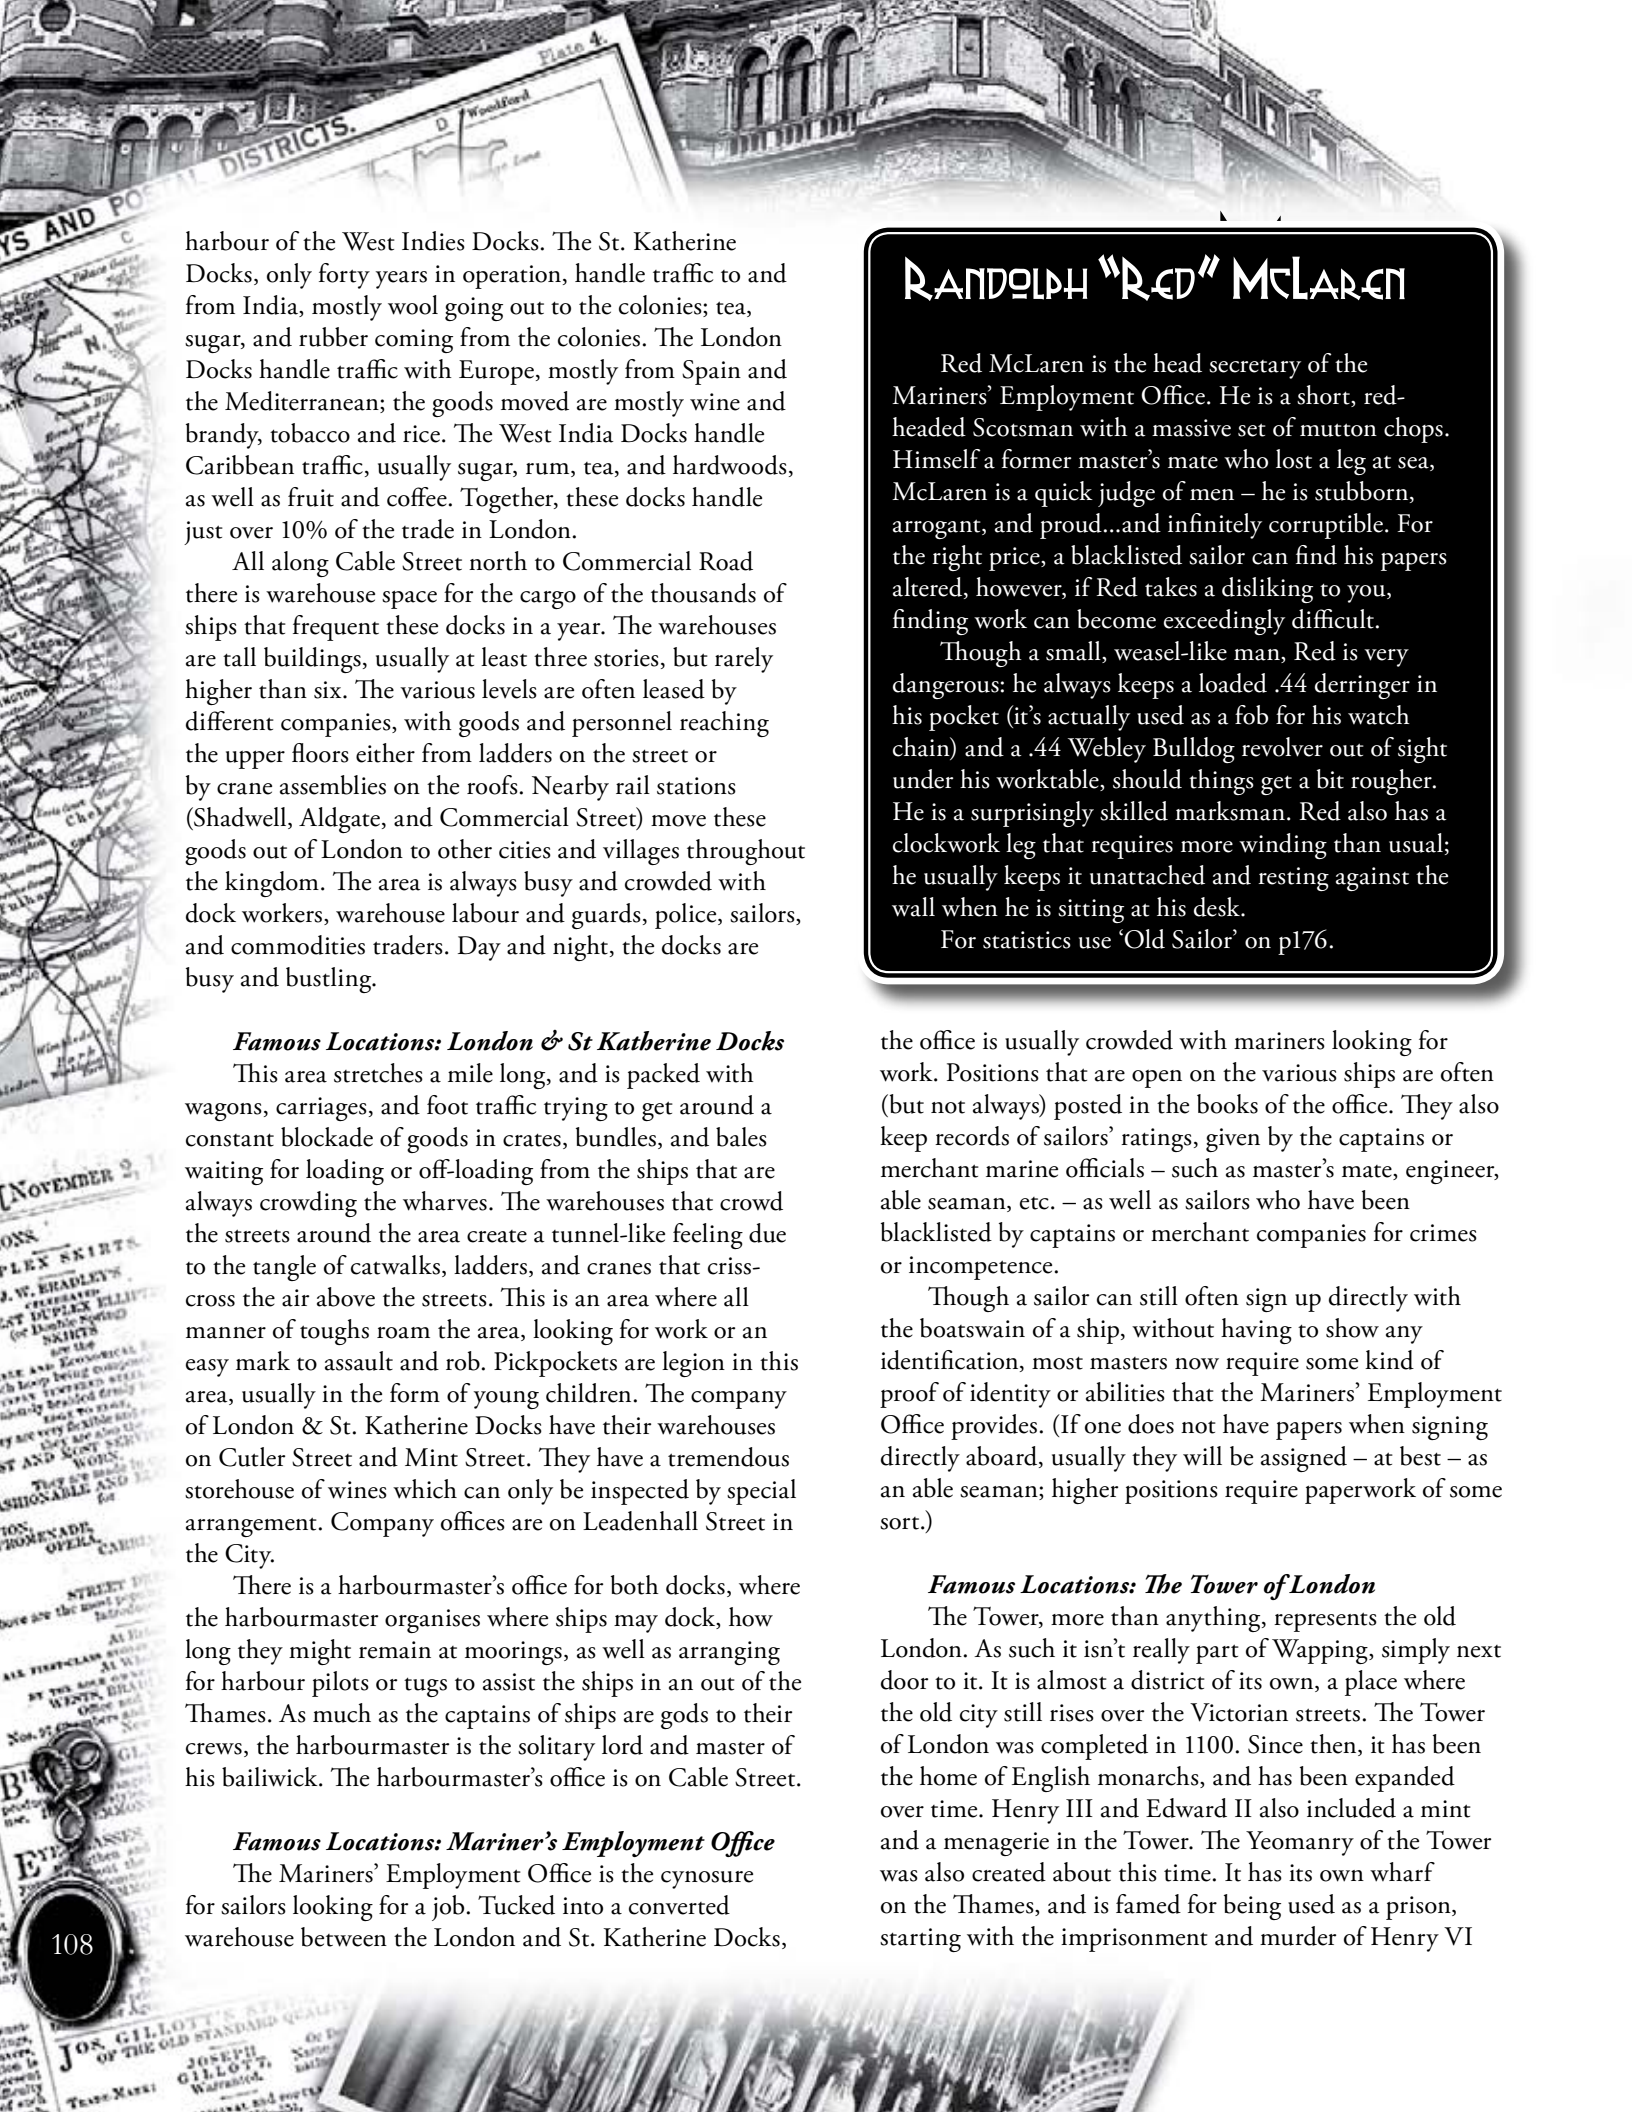 Plate 4.
D
Woodford
YS AND POSTAL DISTRICTS.
C
N.
harbour of the West Indies Docks. The St. Katherine
Docks, only forty years in operation, handle traffic to and
from India, mostly wool going out to the colonies; tea,
sugar, and rubber coming from the colonies. The London
Docks handle traffic with Europe, mostly from Spain and
the Mediterranean; the goods moved are mostly wine and
brandy, tobacco and rice. The West India Docks handle
Caribbean traffic, usually sugar, rum, tea, and hardwoods,
as well as fruit and coffee. Together, these docks handle
just over 10% of the trade in London.
All along Cable Street north to Commercial Road
there is warehouse space for the cargo of the thousands of
ships that frequent these docks in a year. The warehouses
are tall buildings, usually at least three stories, but rarely
higher than six. The various levels are often leased by
different companies, with goods and personnel reaching
the upper floors either from ladders on the street or
by crane assemblies on the roofs. Nearby rail stations
(Shadwell, Aldgate, and Commercial Street) move these
goods out of London to other cities and villages throughout
the kingdom. The area is always busy and crowded with
dock workers, warehouse labour and guards, police, sailors,
and commodities traders. Day and night, the docks are
busy and bustling.
Famous Locations: London & St Katherine Docks
This area stretches a mile long, and is packed with
wagons, carriages, and foot traffic trying to get around a
constant blockade of goods in crates, bundles, and bales
waiting for loading or off-loading from the ships that are
always crowding the wharves. The warehouses that crowd
the streets around the area create a tunnel-like feeling due
to the tangle of catwalks, ladders, and cranes that criss-
cross the air above the streets. This is an area where all
manner of toughs roam the area, looking for work or an
easy mark to assault and rob. Pickpockets are legion in this
area, usually in the form of young children. The company
of London & St. Katherine Docks have their warehouses
on Cutler Street and Mint Street. They have a tremendous
storehouse of wines which can only be inspected by special
arrangement. Company offices are on Leadenhall Street in
the City.
There is a harbourmaster's office for both docks, where
the harbourmaster organises where ships may dock, how
long they might remain at moorings, as well as arranging
for harbour pilots or tugs to assist the ships in an out of the
Thames. As much as the captains of ships are gods to their
crews, the harbourmaster is the solitary lord and master of
his bailiwick. The harbourmaster's office is on Cable Street.
Famous Locations: Mariner's Employment Office
The Mariners' Employment Office is the cynosure
for sailors looking for a job. Tucked into a converted
warehouse between the London and St. Katherine Docks,
Randolph "Red" McLaren
Red McLaren is the head secretary of the
Mariners' Employment Office. He is a short, red-
headed Scotsman with a massive set of mutton chops.
Himself a former master's mate who lost a leg at sea,
McLaren is a quick judge of men – he is stubborn,
arrogant, and proud...and infinitely corruptible. For
the right price, a blacklisted sailor can find his papers
altered, however, if Red takes a disliking to you,
finding work can become exceedingly difficult.
Though a small, weasel-like man, Red is very
dangerous: he always keeps a loaded .44 derringer in
his pocket (it's actually used as a fob for his watch
chain) and a .44 Webley Bulldog revolver out of sight
under his worktable, should things get a bit rougher.
He is a surprisingly skilled marksman. Red also has a
clockwork leg that requires more winding than usual;
he usually keeps it unattached and resting against the
wall when he is sitting at his desk.
For statistics use 'Old Sailor' on p176.
the office is usually crowded with mariners looking for
work. Positions that are open on the various ships are often
(but not always) posted in the books of the office. They also
keep records of sailors' ratings, given by the captains or
merchant marine officials – such as master's mate, engineer,
able seaman, etc. – as well as sailors who have been
blacklisted by captains or merchant companies for crimes
or incompetence.
Though a sailor can still often sign up directly with
the boatswain of a ship, without having to show any
identification, most masters now require some kind of
proof of identity or abilities that the Mariners' Employment
Office provides. (If one does not have papers when signing
directly aboard, usually they will be assigned – at best – as
an able seaman; higher positions require paperwork of some
sort.)
Famous Locations: The Tower of London
The Tower, more than anything, represents the old
London. As such it isn't really part of Wapping, simply next
door to it. It is almost a district of its own, a place where
the old city still rises over the Victorian streets. The Tower
of London was completed in 1100. Since then, it has been
the home of English monarchs, and has been expanded
over time. Henry III and Edward II also included a mint
and a menagerie in the Tower. The Yeomanry of the Tower
was also created about this time. It has its own wharf
on the Thames, and is famed for being used as a prison,
starting with the imprisonment and murder of Henry VI
[NOVEMBER 2,
PLEX SKIRTS
J. W. BRADLEY'S
SKIRTS
PROMENADE
OPERA
108
JOS. GILLOTT'S
OF THE OLD STANDARD QUALITY
JOSEPH
GILLOTT,
Warranted.
TRADE MARK: